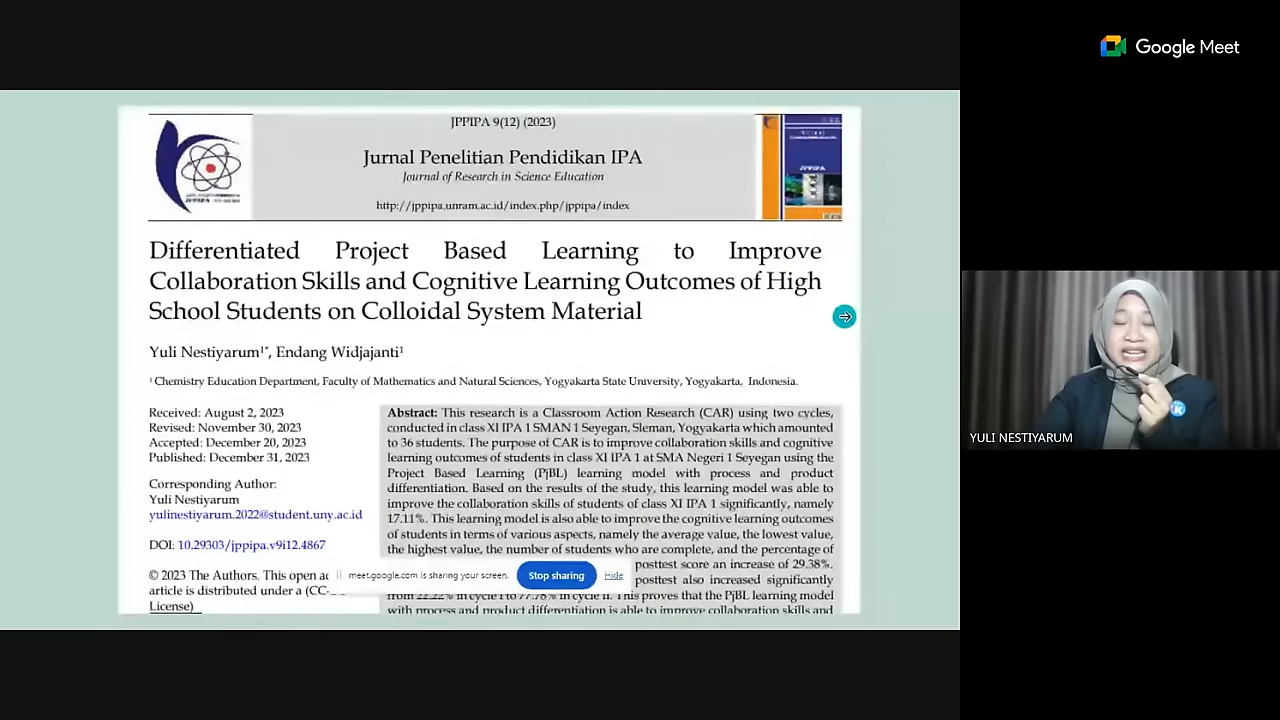 Google Meet
JPPIPA 9(12) (2023)
Jurnal Penelitian Pendidikan IPA
Journal of Research in Science Education
http://jppipa.unram.ac.id/index.php/jppipa/index
Differentiated Project Based Learning to Improve
Collaboration Skills and Cognitive Learning Outcomes of High
School Students on Colloidal System Material
Yuli Nestiyarum1*, Endang Widjajanti1
1 Chemistry Education Department, Faculty of Mathematics and Natural Sciences, Yogyakarta State University, Yogyakarta, Indonesia.
Received: August 2, 2023
Revised: November 30, 2023
Accepted: December 20, 2023
Published: December 31, 2023
Corresponding Author:
Yuli Nestiyarum
yulinestiyarum.2022@student.uny.ac.id
DOI: 10.29303/jppipa.v9i12.4867
© 2023 The Authors. This open ac
article is distributed under a (CC-
License)
Abstract: This research is a Classroom Action Research (CAR) using two cycles,
conducted in class XI IPA 1 SMAN 1 Seyegan, Sleman, Yogyakarta which amounted
to 36 students. The purpose of CAR is to improve collaboration skills and cognitive
learning outcomes of students in class XI IPA 1 at SMA Negeri 1 Seyegan using the
Project Based Learning (PjBL) learning model with process and product
differentiation. Based on the results of the study, this learning model was able to
improve the collaboration skills of students of class XI IPA 1 significantly, namely
17.11%. This learning model is also able to improve the cognitive learning outcomes
of students in terms of various aspects, namely the average value, the lowest value,
the highest value, the number of students who are complete, and the percentage of
posttest score an increase of 29.38%.
posttest also increased significantly
from 22.22% in cycle I to 77.78% in cycle II. This proves that the PjBL learning model
with process and product differentiation is able to improve collaboration skills and
meet.google.com is sharing your screen.
Stop sharing
Hide
YULI NESTIYARUM